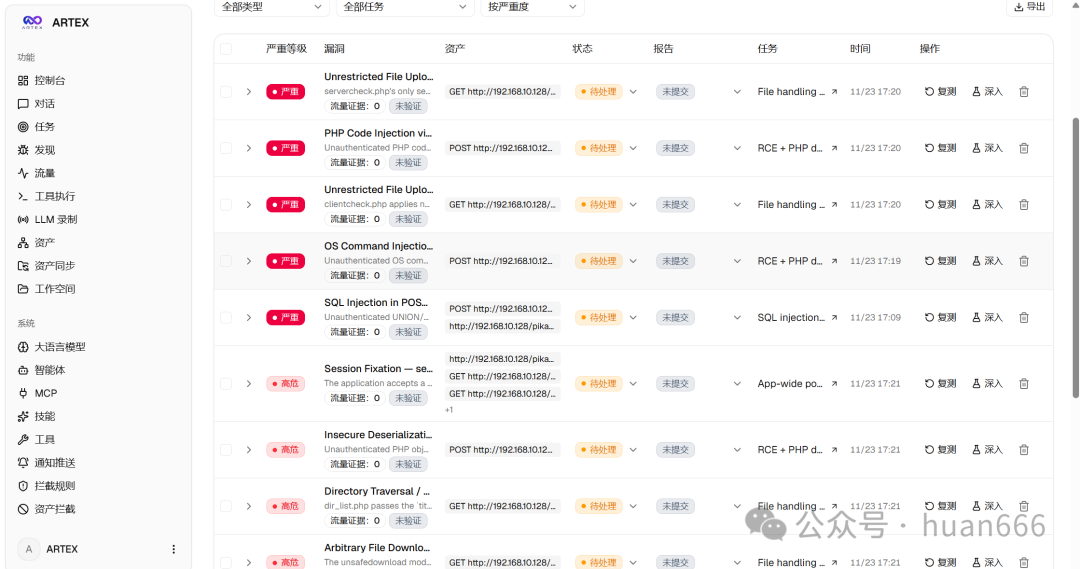 ARTEX
ARTEX
功能
控制台
对话
任务
发现
流量
工具执行
LLM 录制
资产
资产同步
工作空间
系统
大语言模型
智能体
MCP
技能
工具
通知推送
拦截规则
资产拦截
A ARTEX
全部类型 全部任务 按严重度 导出
严重等级 漏洞 资产 状态 报告 任务 时间 操作
严重 Unrestricted File Uplo... GET http://192.168.10.128/... 待处理 未提交 File handling ... 11/23 17:20 复测 深入
servercheck.php's only se...
流量证据: 0 未验证
严重 PHP Code Injection vi... POST http://192.168.10.12... 待处理 未提交 RCE + PHP d... 11/23 17:20 复测 深入
Unauthenticated PHP cod...
流量证据: 0 未验证
严重 Unrestricted File Uplo... GET http://192.168.10.128/... 待处理 未提交 File handling ... 11/23 17:20 复测 深入
clientcheck.php applies n...
流量证据: 0 未验证
严重 OS Command Injectio... POST http://192.168.10.12... 待处理 未提交 RCE + PHP d... 11/23 17:19 复测 深入
Unauthenticated OS com...
流量证据: 0 未验证
严重 SQL Injection in POS... POST http://192.168.10.12... 待处理 未提交 SQL injection... 11/23 17:09 复测 深入
Unauthenticated UNION/... http://192.168.10.128/pika...
流量证据: 0 未验证
高危 Session Fixation — se... http://192.168.10.128/pika... 待处理 未提交 App-wide po... 11/23 17:21 复测 深入
The application accepts a ... GET http://192.168.10.128/...
流量证据: 0 未验证 GET http://192.168.10.128/...
+1
高危 Insecure Deserializati... POST http://192.168.10.12... 待处理 未提交 RCE + PHP d... 11/23 17:21 复测 深入
Unauthenticated PHP obj...
流量证据: 0 未验证
高危 Directory Traversal / ... GET http://192.168.10.128/... 待处理 未提交 File handling ... 11/23 17:21 复测 深入
dir_list.php passes the `tit...
流量证据: 0 未验证
高危 Arbitrary File Downlo... GET http://192.168.10.128/... 待处理 未提交 File handling ... 11/23 17:21 复测 深入
The unsafedownload mod...
公众号 · huan666